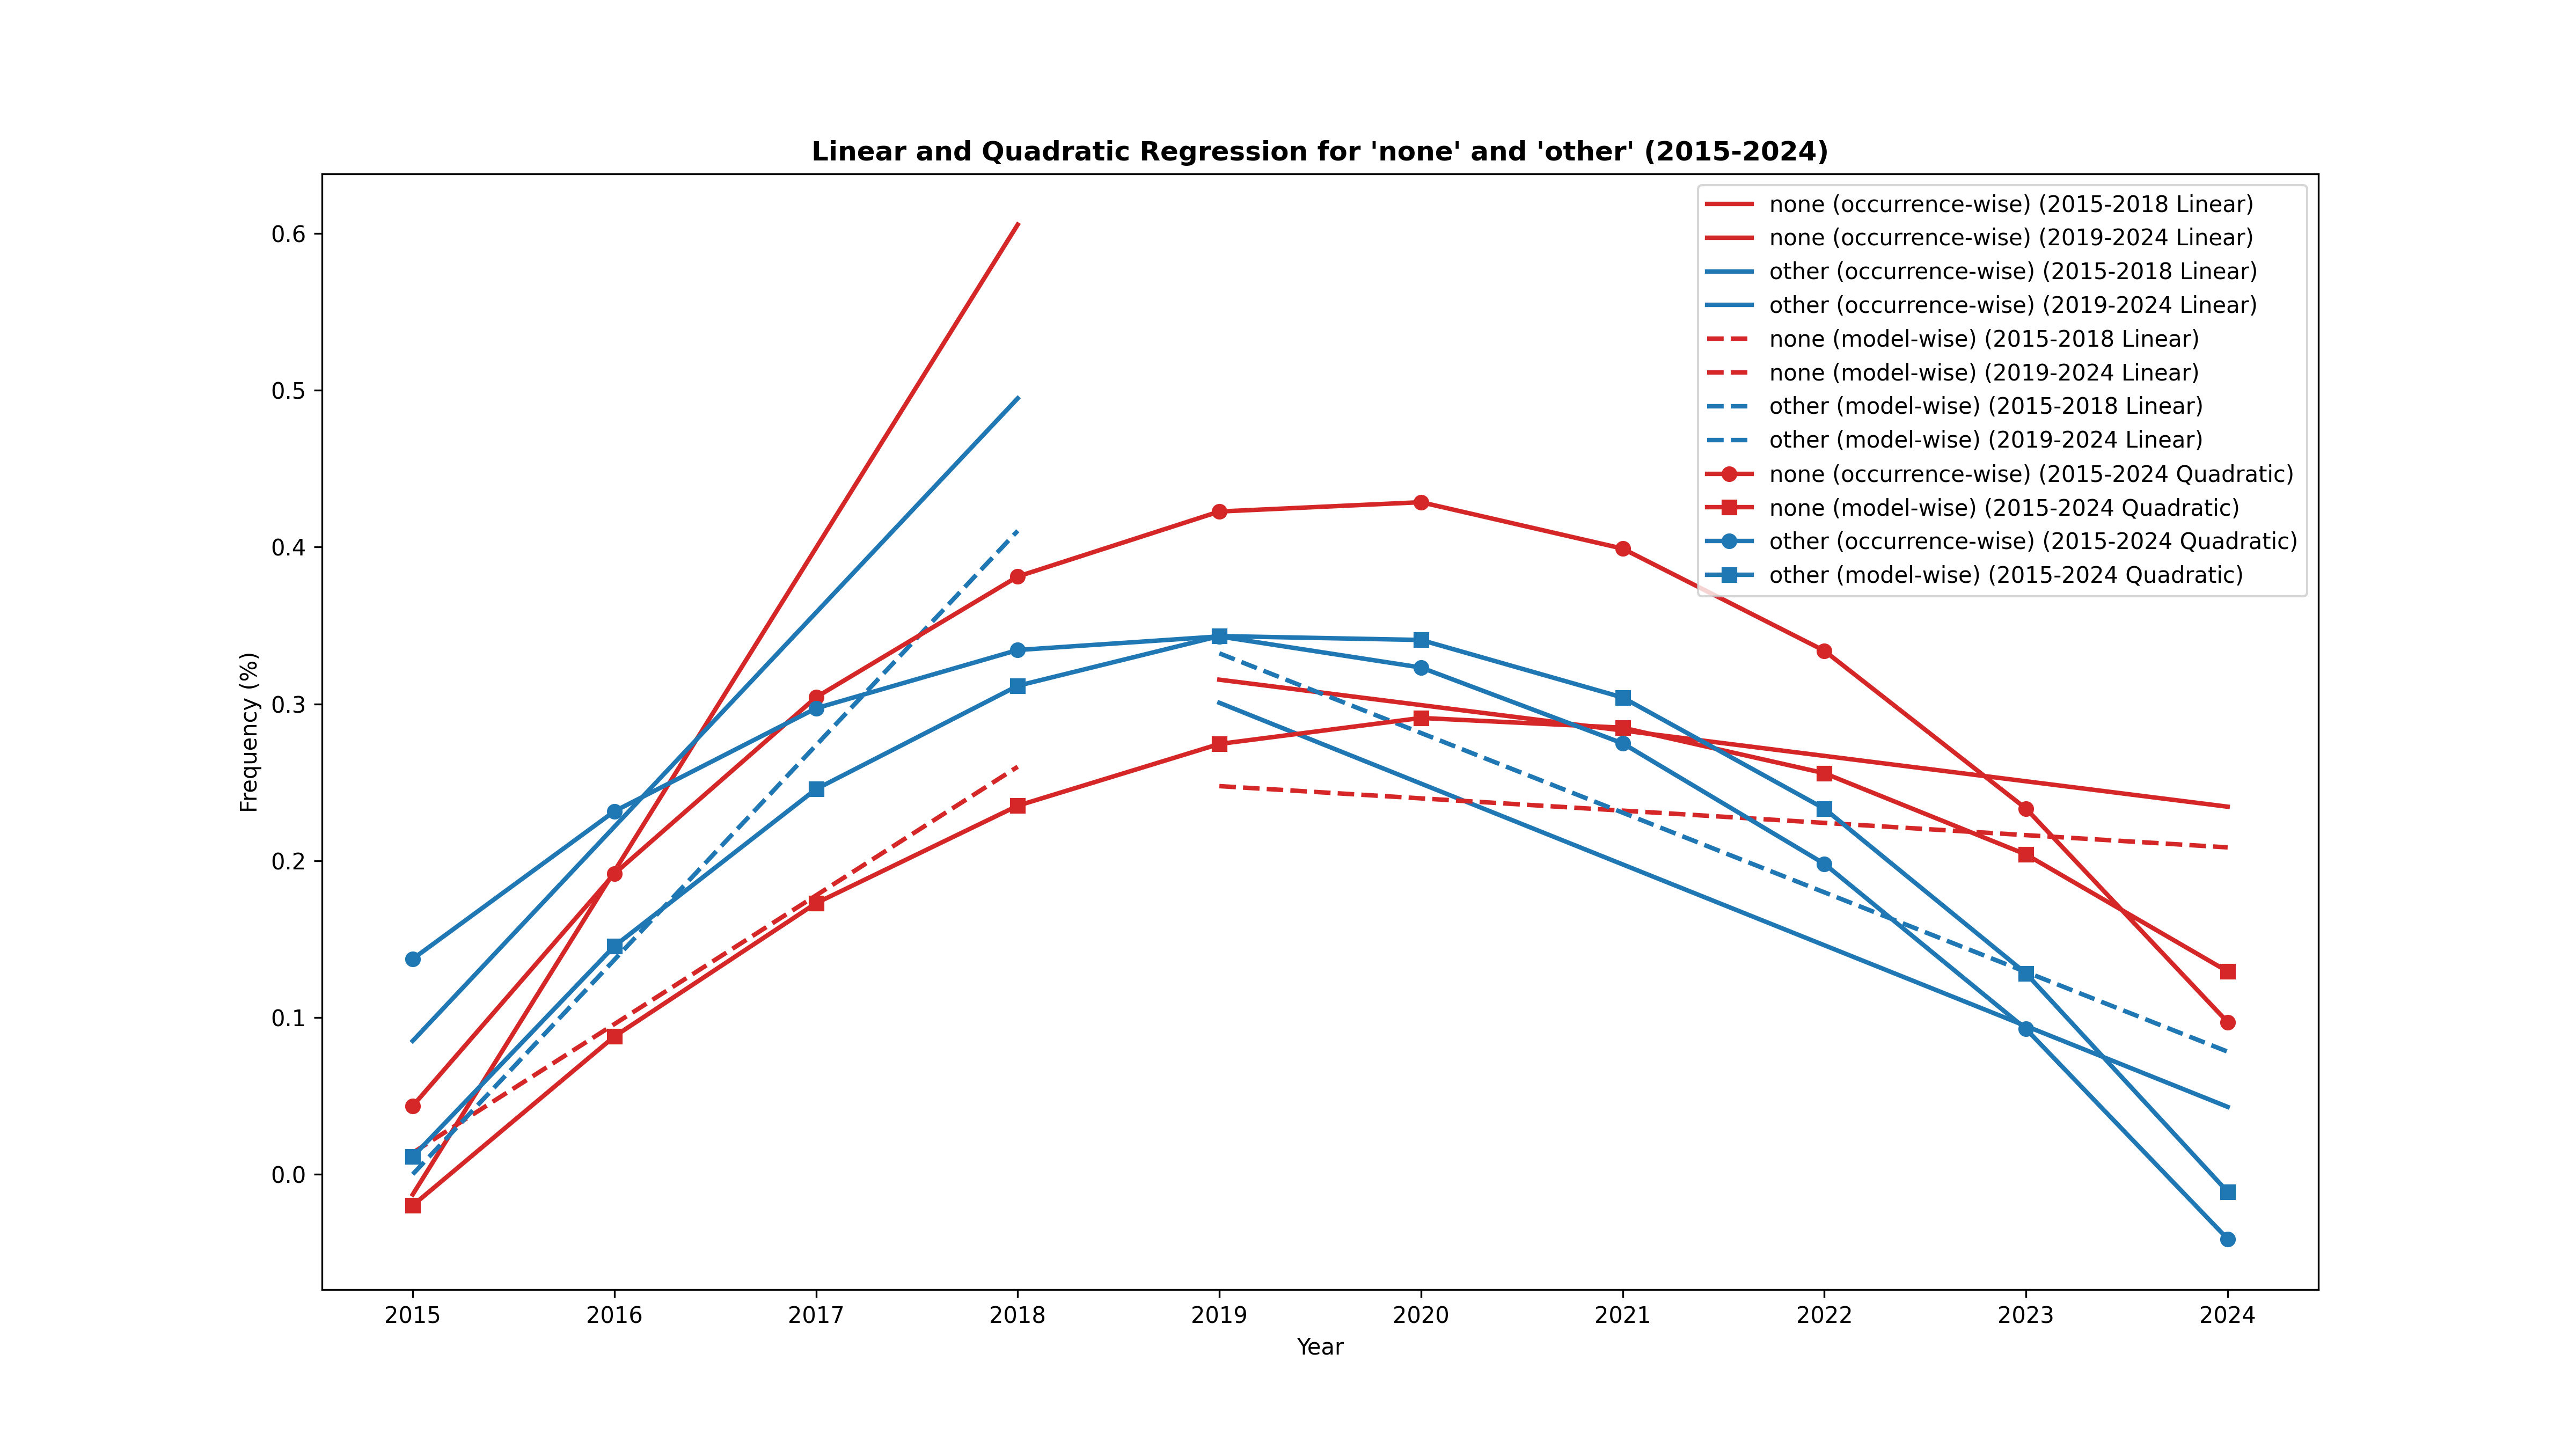 Linear and Quadratic Regression for 'none' and 'other' (2015-2024)
none (occurrence-wise) (2015-2018 Linear)
none (occurrence-wise) (2019-2024 Linear)
other (occurrence-wise) (2015-2018 Linear)
other (occurrence-wise) (2019-2024 Linear)
none (model-wise) (2015-2018 Linear)
none (model-wise) (2019-2024 Linear)
other (model-wise) (2015-2018 Linear)
other (model-wise) (2019-2024 Linear)
none (occurrence-wise) (2015-2024 Quadratic)
none (model-wise) (2015-2024 Quadratic)
other (occurrence-wise) (2015-2024 Quadratic)
other (model-wise) (2015-2024 Quadratic)
Frequency (%)
0.6
0.5
0.4
0.3
0.2
0.1
0.0
2015 2016 2017 2018 2019 2020 2021 2022 2023 2024
Year